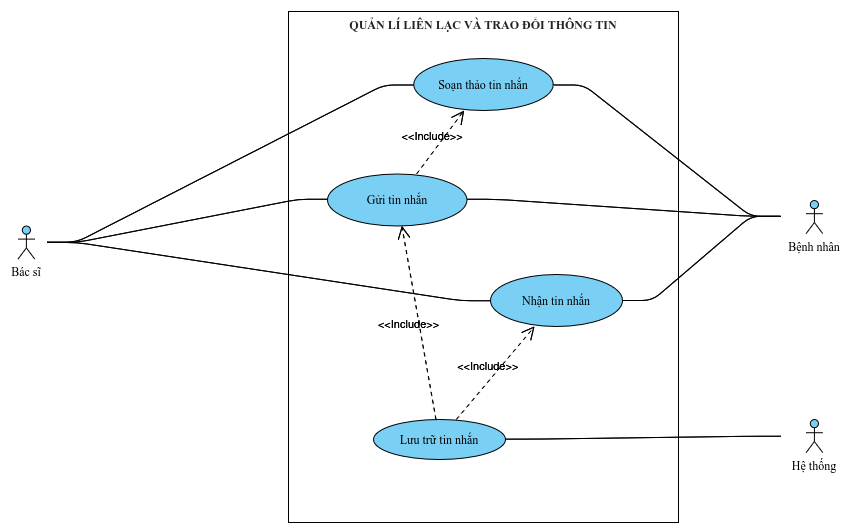 QUẢN LÍ LIÊN LẠC VÀ TRAO ĐỔI THÔNG TIN
Soạn thảo tin nhắn
<<Include>>
Gửi tin nhắn
Bệnh nhân
Bác sĩ
Nhận tin nhắn
<<Include>>
<<Include>>
Lưu trữ tin nhắn
Hệ thống